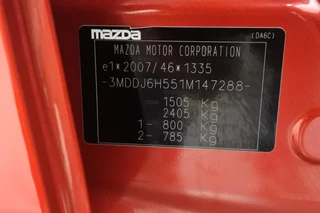 mazda
(DA6C)
MAZDA MOTOR CORPORATION
e1*2007/46*1335
-3MDDJ6H551M147288-
1505 Kg
2405 Kg
1- 800 Kg
2- 785 Kg